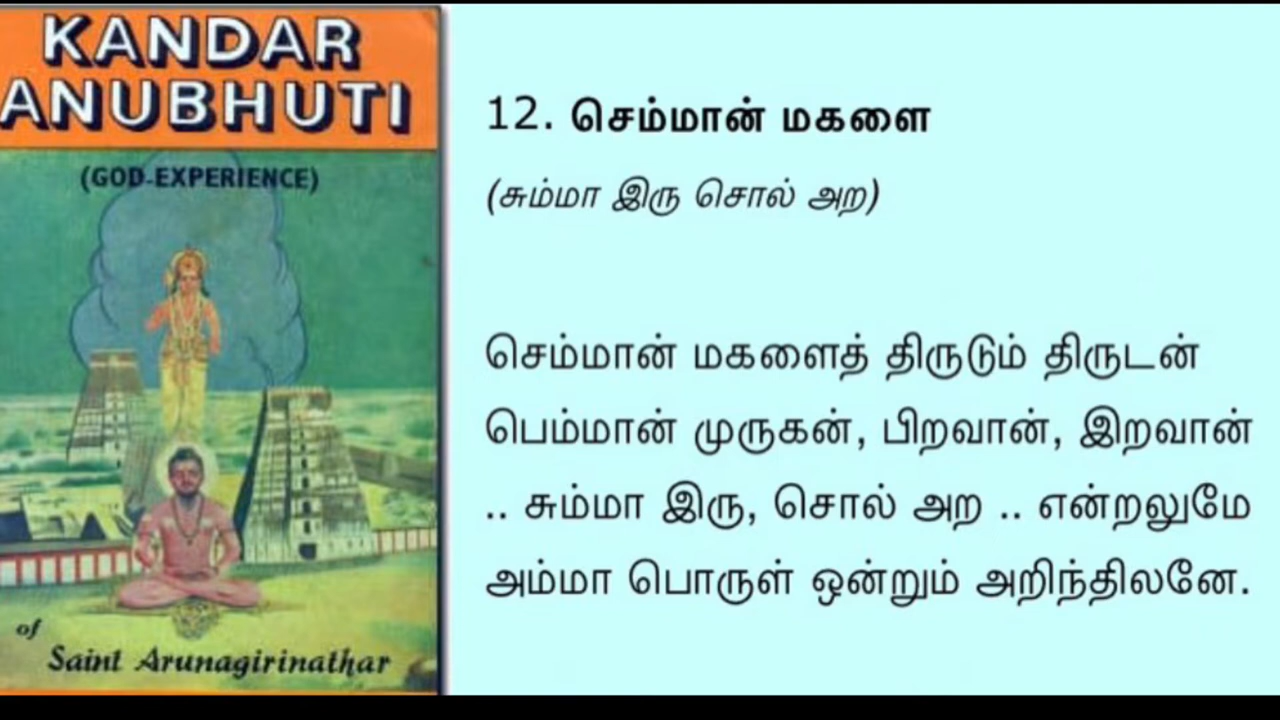 KANDAR
ANUBHUTI
(GOD-EXPERIENCE)
of
Saint Arunagirinathar
12. செம்மான் மகளை
(சும்மா இரு சொல் அற)
செம்மான் மகளைத் திருடும் திருடன்
பெம்மான் முருகன், பிறவான், இறவான்
.. சும்மா இரு, சொல் அற .. என்றலுமே
அம்மா பொருள் ஒன்றும் அறிந்திலனே.